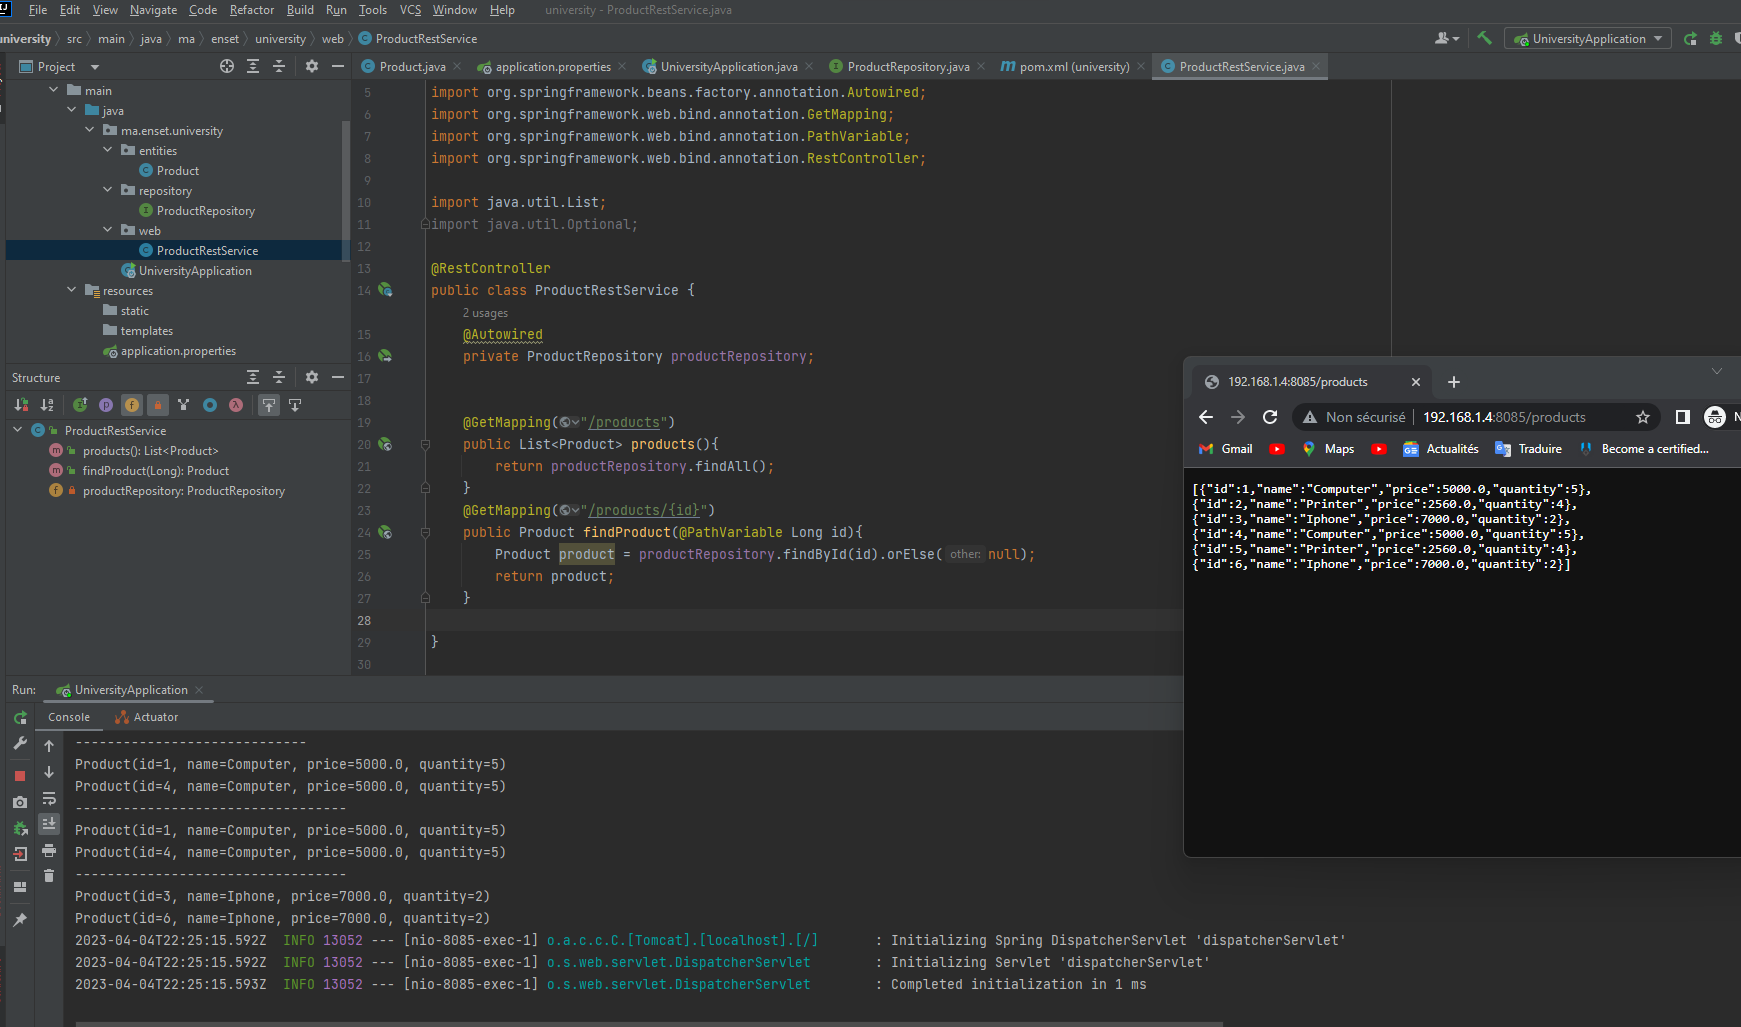 File Edit View Navigate Code Refactor Build Run Tools VCS Window Help university - ProductRestService.java
university src main java ma enset university web ProductRestService UniversityApplication
Project
Product.java application.properties UniversityApplication.java ProductRepository.java pom.xml (university) ProductRestService.java
main
java
ma.enset.university
entities
Product
repository
ProductRepository
web
ProductRestService
UniversityApplication
resources
static
templates
application.properties
Structure
ProductRestService
products(): List<Product>
findProduct(Long): Product
productRepository: ProductRepository
5 import org.springframework.beans.factory.annotation.Autowired;
6 import org.springframework.web.bind.annotation.GetMapping;
7 import org.springframework.web.bind.annotation.PathVariable;
8 import org.springframework.web.bind.annotation.RestController;
9
10 import java.util.List;
11 import java.util.Optional;
12
13 @RestController
14 public class ProductRestService {
2 usages
15 @Autowired
16 private ProductRepository productRepository;
17
18
19 @GetMapping("/products")
20 public List<Product> products(){
21 return productRepository.findAll();
22 }
23 @GetMapping("/products/{id}")
24 public Product findProduct(@PathVariable Long id){
25 Product product = productRepository.findById(id).orElse( other: null);
26 return product;
27 }
28
29 }
30
192.168.1.4:8085/products
Non sécurisé 192.168.1.4:8085/products
Gmail Maps Actualités Traduire Become a certified...
[{"id":1,"name":"Computer","price":5000.0,"quantity":5},
{"id":2,"name":"Printer","price":2560.0,"quantity":4},
{"id":3,"name":"Iphone","price":7000.0,"quantity":2},
{"id":4,"name":"Computer","price":5000.0,"quantity":5},
{"id":5,"name":"Printer","price":2560.0,"quantity":4},
{"id":6,"name":"Iphone","price":7000.0,"quantity":2}]
Run: UniversityApplication
Console Actuator
-----------------------------
Product(id=1, name=Computer, price=5000.0, quantity=5)
Product(id=4, name=Computer, price=5000.0, quantity=5)
----------------------------------
Product(id=1, name=Computer, price=5000.0, quantity=5)
Product(id=4, name=Computer, price=5000.0, quantity=5)
----------------------------------
Product(id=3, name=Iphone, price=7000.0, quantity=2)
Product(id=6, name=Iphone, price=7000.0, quantity=2)
2023-04-04T22:25:15.592Z INFO 13052 --- [nio-8085-exec-1] o.a.c.c.C.[Tomcat].[localhost].[/] : Initializing Spring DispatcherServlet 'dispatcherServlet'
2023-04-04T22:25:15.592Z INFO 13052 --- [nio-8085-exec-1] o.s.web.servlet.DispatcherServlet : Initializing Servlet 'dispatcherServlet'
2023-04-04T22:25:15.593Z INFO 13052 --- [nio-8085-exec-1] o.s.web.servlet.DispatcherServlet : Completed initialization in 1 ms